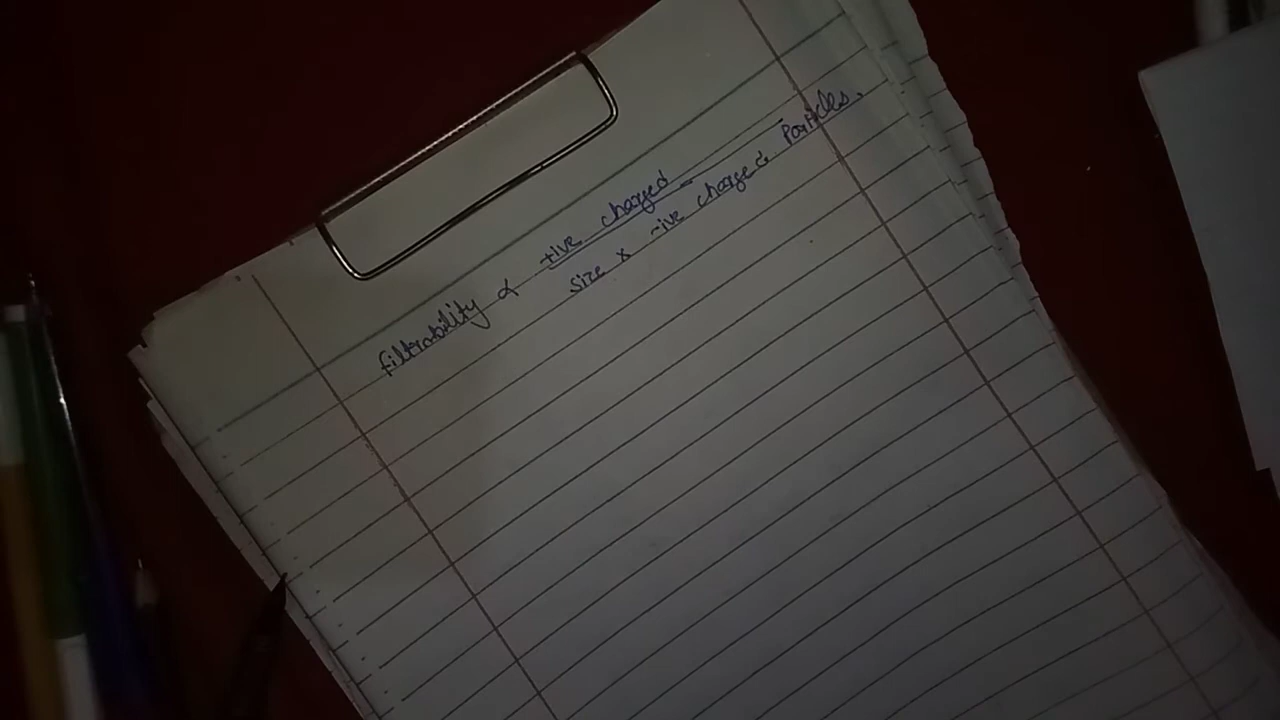 filtrability ∝ +ive charged
size × -ive charged Particles.